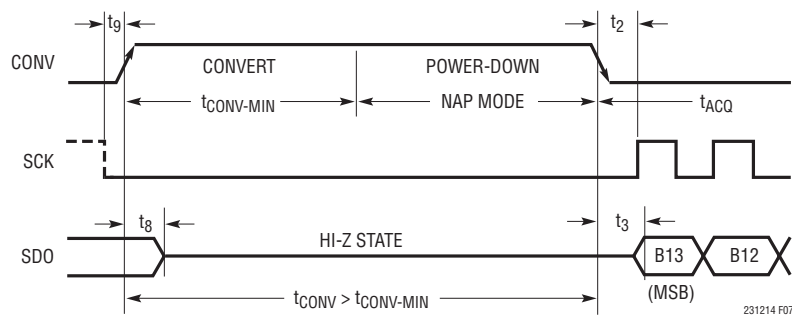 t9
t2
CONV
CONVERT
POWER-DOWN
tCONV-MIN
NAP MODE
tACQ
SCK
t8
t3
HI-Z STATE
SDO
B13
B12
(MSB)
tCONV > tCONV-MIN
231214 F07